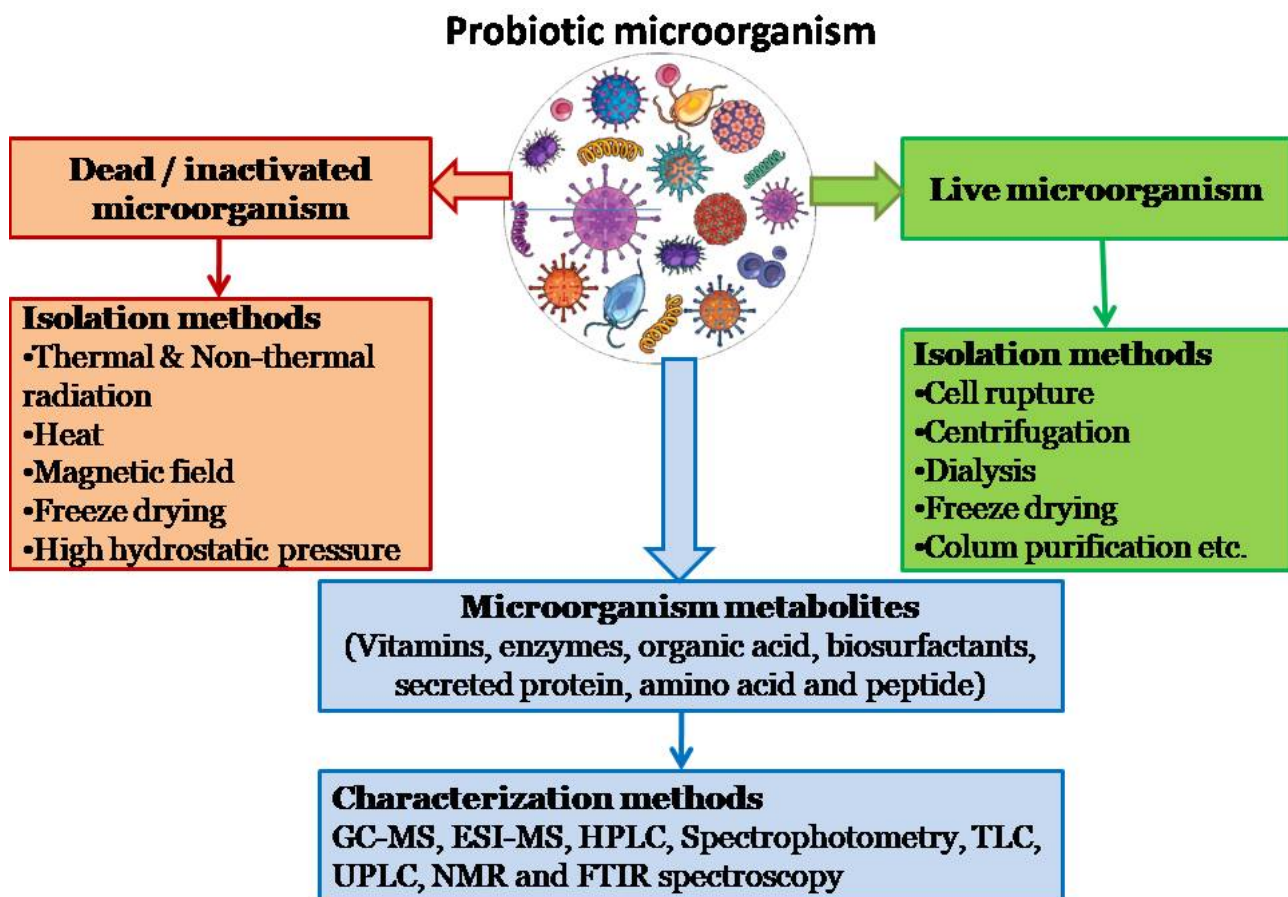 Probiotic microorganism
Dead / inactivated
microorganism
Live microorganism
Isolation methods
•Thermal & Non-thermal
radiation
•Heat
•Magnetic field
•Freeze drying
•High hydrostatic pressure
Isolation methods
•Cell rupture
•Centrifugation
•Dialysis
•Freeze drying
•Colum purification etc.
Microorganism metabolites
(Vitamins, enzymes, organic acid, biosurfactants,
secreted protein, amino acid and peptide)
Characterization methods
GC-MS, ESI-MS, HPLC, Spectrophotometry, TLC,
UPLC, NMR and FTIR spectroscopy